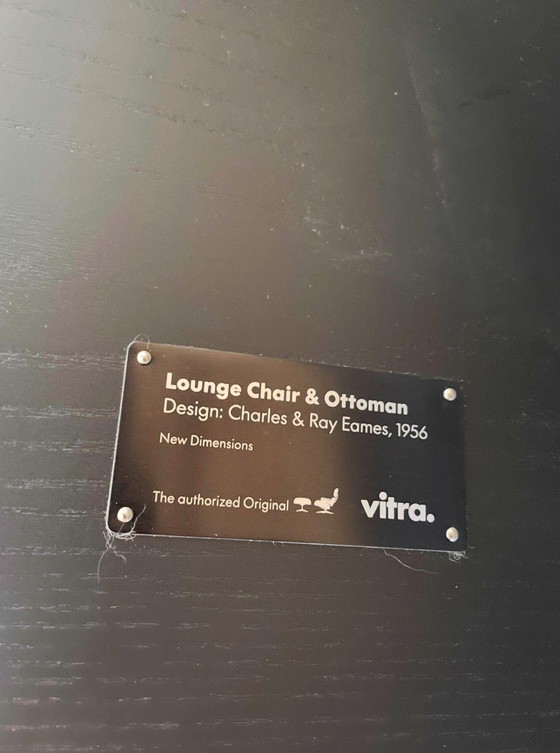 Lounge Chair & Ottoman
Design: Charles & Ray Eames, 1956
New Dimensions
The authorized Original vitra.